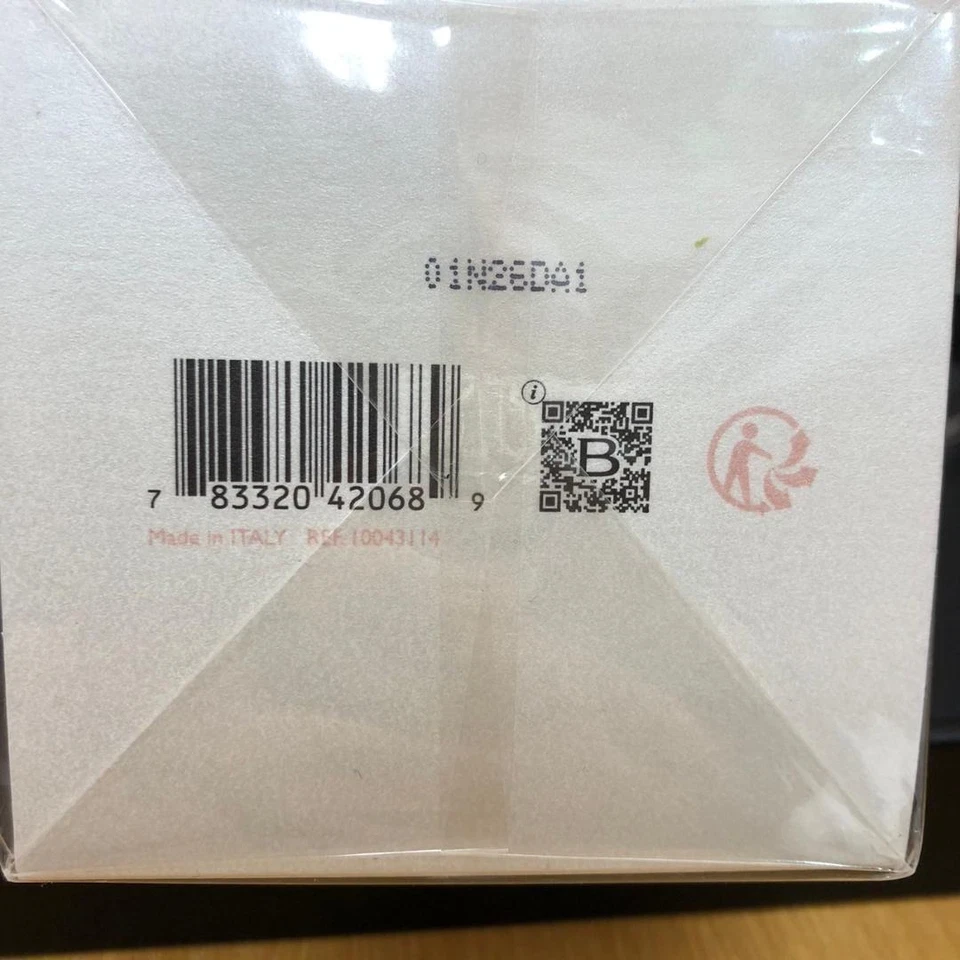 01N26DA1
i
B
7 83320 42068 9
Made in ITALY REF. 10043114